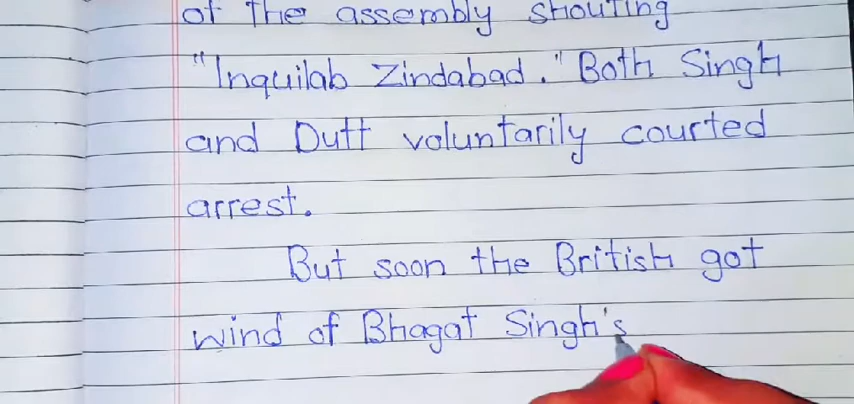 of the assembly shouting
"Inquilab Zindabad." Both Singh
and Dutt voluntarily courted
arrest.
But soon the British got
wind of Bhagat Singh's